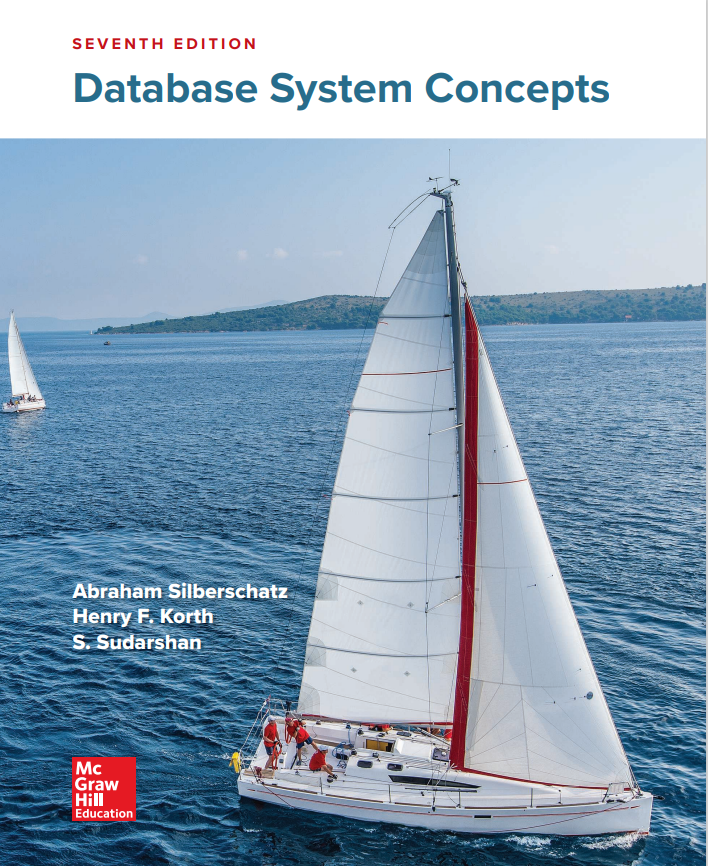 SEVENTH EDITION
Database System Concepts
Abraham Silberschatz
Henry F. Korth
S. Sudarshan
Mc
Graw
Hill
Education